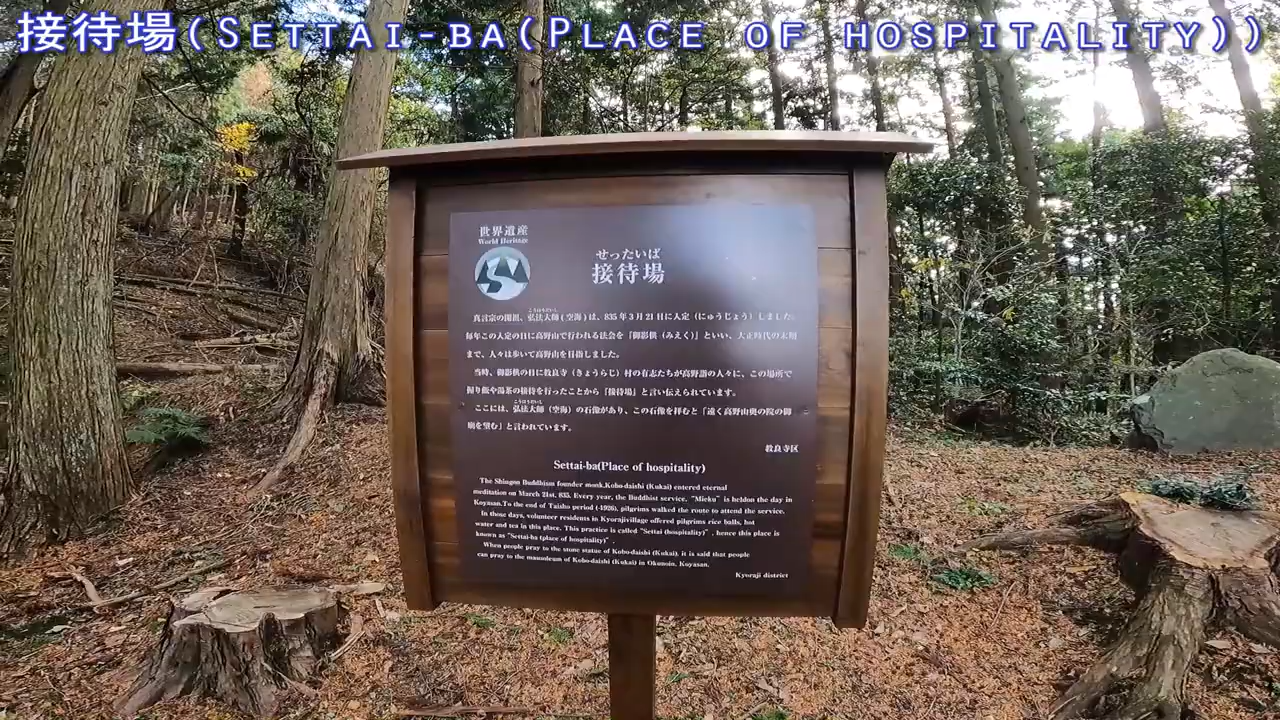 接待場(Settai-ba(Place of hospitality))
世界遺産
World Heritage
せったいば
接待場
真言宗の開祖、弘法大師(空海)は、835年3月21日に入定(にゅうじょう)しました。
こうぼうだいし
毎年この入定の日に高野山で行われる法会を『御影供(みえく)』といい、大正時代の末期
まで、人々は歩いて高野山を目指しました。
当時、御影供の日に教良寺(きょうらじ)村の有志たちが高野詣の人々に、この場所で
握り飯や湯茶の接待を行ったことから『接待場』と言い伝えられています。
こうぼうだいし
ここには、弘法大師(空海)の石像があり、この石像を拝むと『遠く高野山奥の院の御
廟を望む』と言われています。
教良寺区
Settai-ba(Place of hospitality)
The Shingon Buddhism founder monk,Kobo-daishi (Kukai) entered eternal
meditation on March 21st, 835. Every year, the Buddhist service, "Mieku" is heldon the day in
Koyasan.To the end of Taisho period (-1926), pilgrims walked the route to attend the service.
In those days, volunteer residents in Kyorajivillage offered pilgrims rice balls, hot
water and tea in this place. This practice is called "Settai (hospitality)" , hence this place is
known as "Settai-ba (place of hospitality)" .
When people pray to the stone statue of Kobo-daishi (Kukai), it is said that people
can pray to the mausoleum of Kobo-daishi (Kukai) in Okunoin, Koyasan.
Kyoraji district